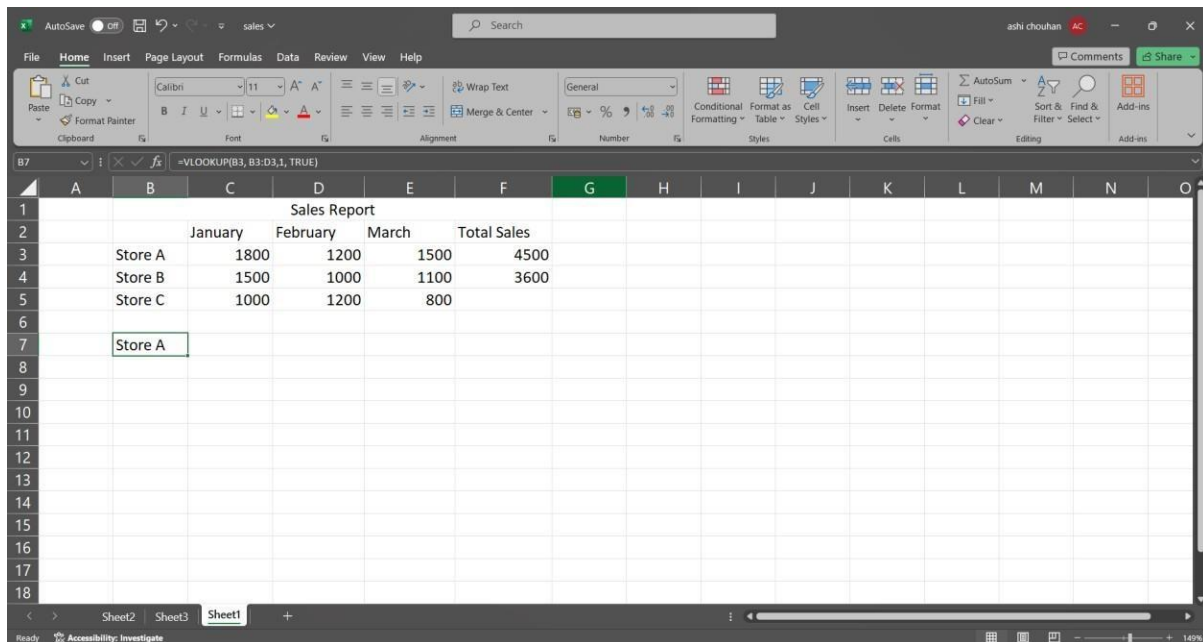 AutoSave Off sales Search ashi chouhan AC
File Home Insert Page Layout Formulas Data Review View Help Comments Share
Paste Cut Copy Format Painter Clipboard
Calibri 11 A A B I U A Font
Wrap Text Merge & Center Alignment
General % 9 Number
Conditional Formatting Format as Table Cell Styles Styles
Insert Delete Format Cells
AutoSum Fill Clear Sort & Filter Find & Select Editing
Add-ins Add-ins
B7 fx =VLOOKUP(B3, B3:D3,1, TRUE)
A B C D E F G H I J K L M N O
1 Sales Report
2 January February March Total Sales
3 Store A 1800 1200 1500 4500
4 Store B 1500 1000 1100 3600
5 Store C 1000 1200 800
6
7 Store A
8
9
10
11
12
13
14
15
16
17
18
Sheet2 Sheet3 Sheet1 +
Ready Accessibility: Investigate 149%